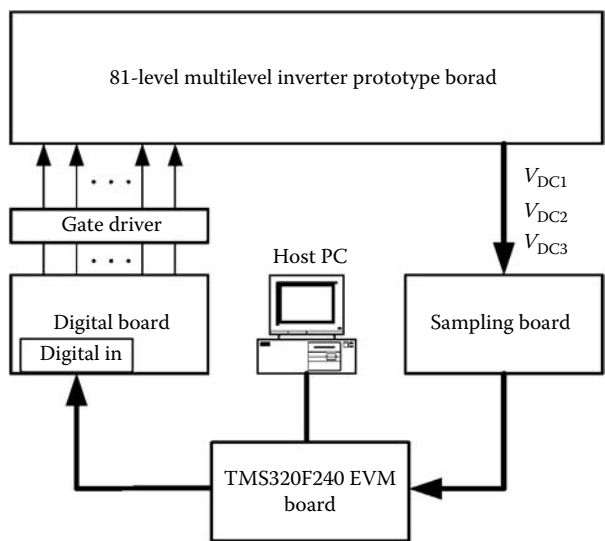 81-level multilevel inverter prototype borad
V_DC1
. . .
V_DC2
Gate driver
V_DC3
. . .
Host PC
Digital board
Sampling board
Digital in
TMS320F240 EVM
board